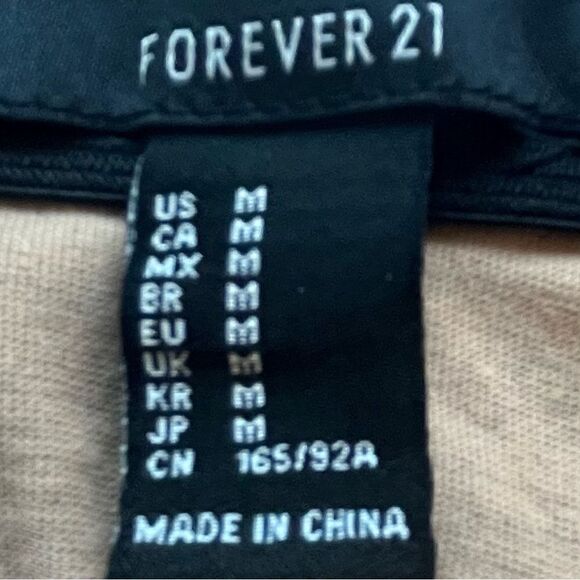 FOREVER 21
US M
CA M
MX M
BR M
EU M
UK M
KR M
JP M
CN 165/92A
MADE IN CHINA